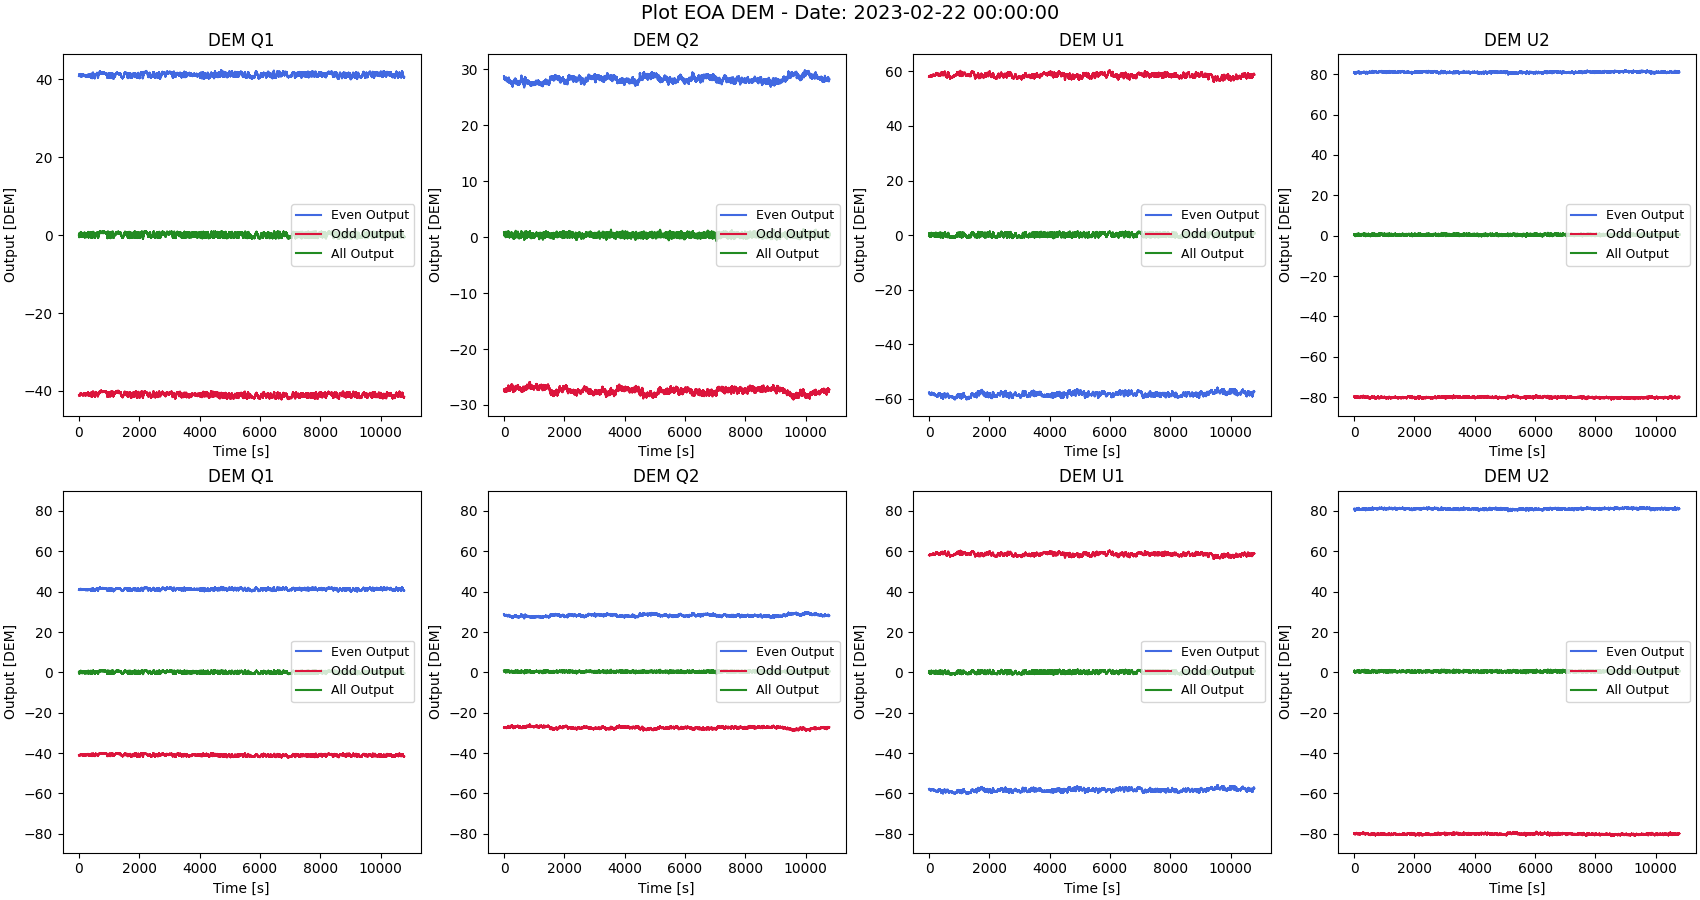 Plot EOA DEM - Date: 2023-02-22 00:00:00
DEM Q1
Output [DEM]
40
20
0
−20
−40
0 2000 4000 6000 8000 10000
Time [s]
Even Output
Odd Output
All Output
DEM Q2
Output [DEM]
30
20
10
0
−10
−20
−30
0 2000 4000 6000 8000 10000
Time [s]
Even Output
Odd Output
All Output
DEM U1
Output [DEM]
60
40
20
0
−20
−40
−60
0 2000 4000 6000 8000 10000
Time [s]
Even Output
Odd Output
All Output
DEM U2
Output [DEM]
80
60
40
20
0
−20
−40
−60
−80
0 2000 4000 6000 8000 10000
Time [s]
Even Output
Odd Output
All Output
DEM Q1
Output [DEM]
80
60
40
20
0
−20
−40
−60
−80
0 2000 4000 6000 8000 10000
Time [s]
Even Output
Odd Output
All Output
DEM Q2
Output [DEM]
80
60
40
20
0
−20
−40
−60
−80
0 2000 4000 6000 8000 10000
Time [s]
Even Output
Odd Output
All Output
DEM U1
Output [DEM]
80
60
40
20
0
−20
−40
−60
−80
0 2000 4000 6000 8000 10000
Time [s]
Even Output
Odd Output
All Output
DEM U2
Output [DEM]
80
60
40
20
0
−20
−40
−60
−80
0 2000 4000 6000 8000 10000
Time [s]
Even Output
Odd Output
All Output